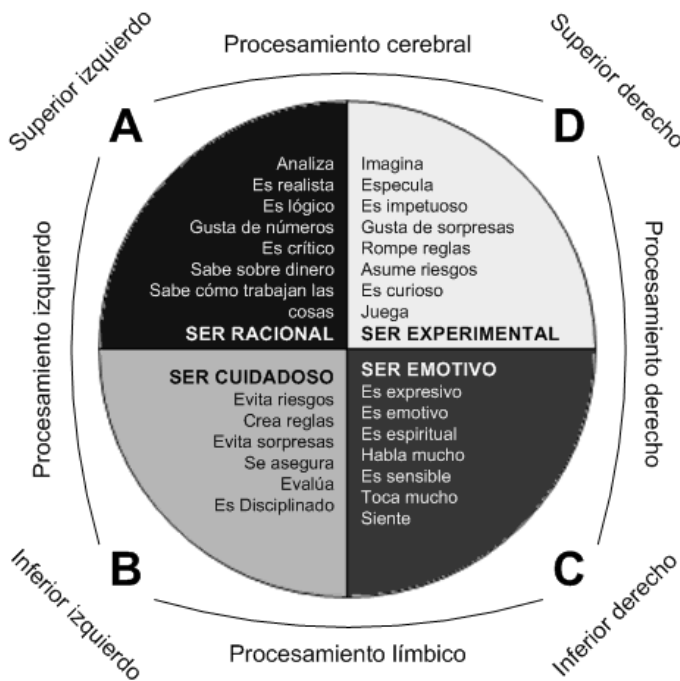 Procesamiento cerebral
Superior izquierdo
Superior derecho
A
D
Procesamiento izquierdo
Procesamiento derecho
Analiza
Es realista
Es lógico
Gusta de números
Es crítico
Sabe sobre dinero
Sabe cómo trabajan las
cosas
SER RACIONAL
Imagina
Especula
Es impetuoso
Gusta de sorpresas
Rompe reglas
Asume riesgos
Es curioso
Juega
SER EXPERIMENTAL
SER CUIDADOSO
Evita riesgos
Crea reglas
Evita sorpresas
Se asegura
Evalúa
Es Disciplinado
SER EMOTIVO
Es expresivo
Es emotivo
Es espiritual
Habla mucho
Es sensible
Toca mucho
Siente
B
C
Inferior izquierdo
Inferior derecho
Procesamiento límbico